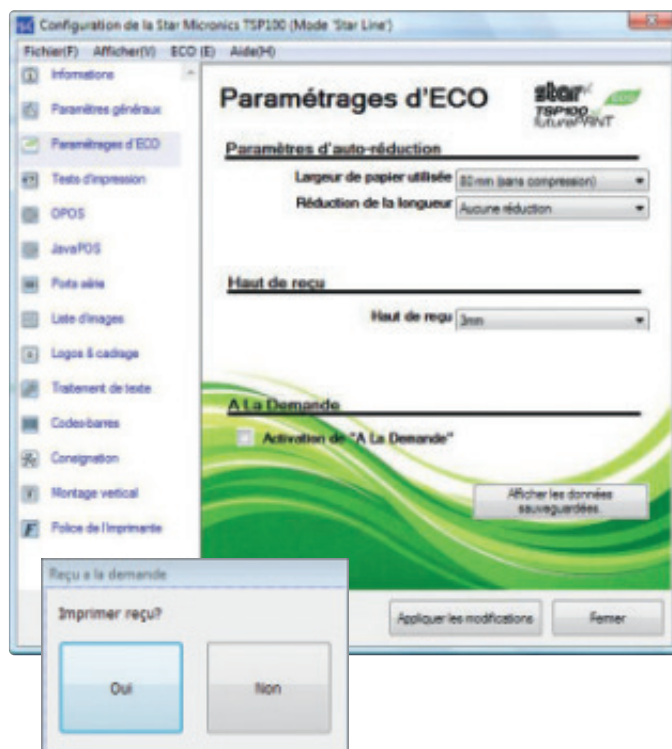 Configuration de la Star Micronics TSP100 (Mode 'Star Line')
Fichier(F) Afficher(V) ECO (E) Aide(H)
Informations
Paramètres généraux
Paramétrages d'ECO
Tests d'impression
OPOS
JavaPOS
Ports série
Liste d'images
Logos & cadrage
Traitement de texte
Codes-barres
Consignation
Montage vertical
Police de l'Imprimante
Paramétrages d'ECO
star eco
TSP100
futurePRNT
Paramètres d'auto-réduction
Largeur de papier utilisée 80 mm (sans compression)
Réduction de la longueur Aucune réduction
Haut de reçu
Haut de reçu 3mm
A La Demande
Activation de "A La Demande"
Afficher les données
sauvegardées.
Appliquer les modifications Fermer
Reçu a la demande
Imprimer reçu?
Oui Non